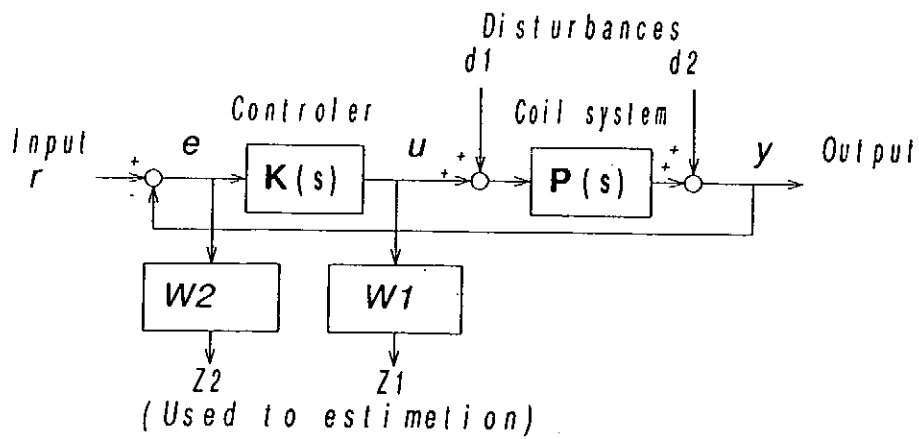 Disturbances
d1 d2
Controler Coil system
Input e u y Output
r + - K(s) + + P(s) + +
W2 W1
Z2 Z1
(Used to estimetion)